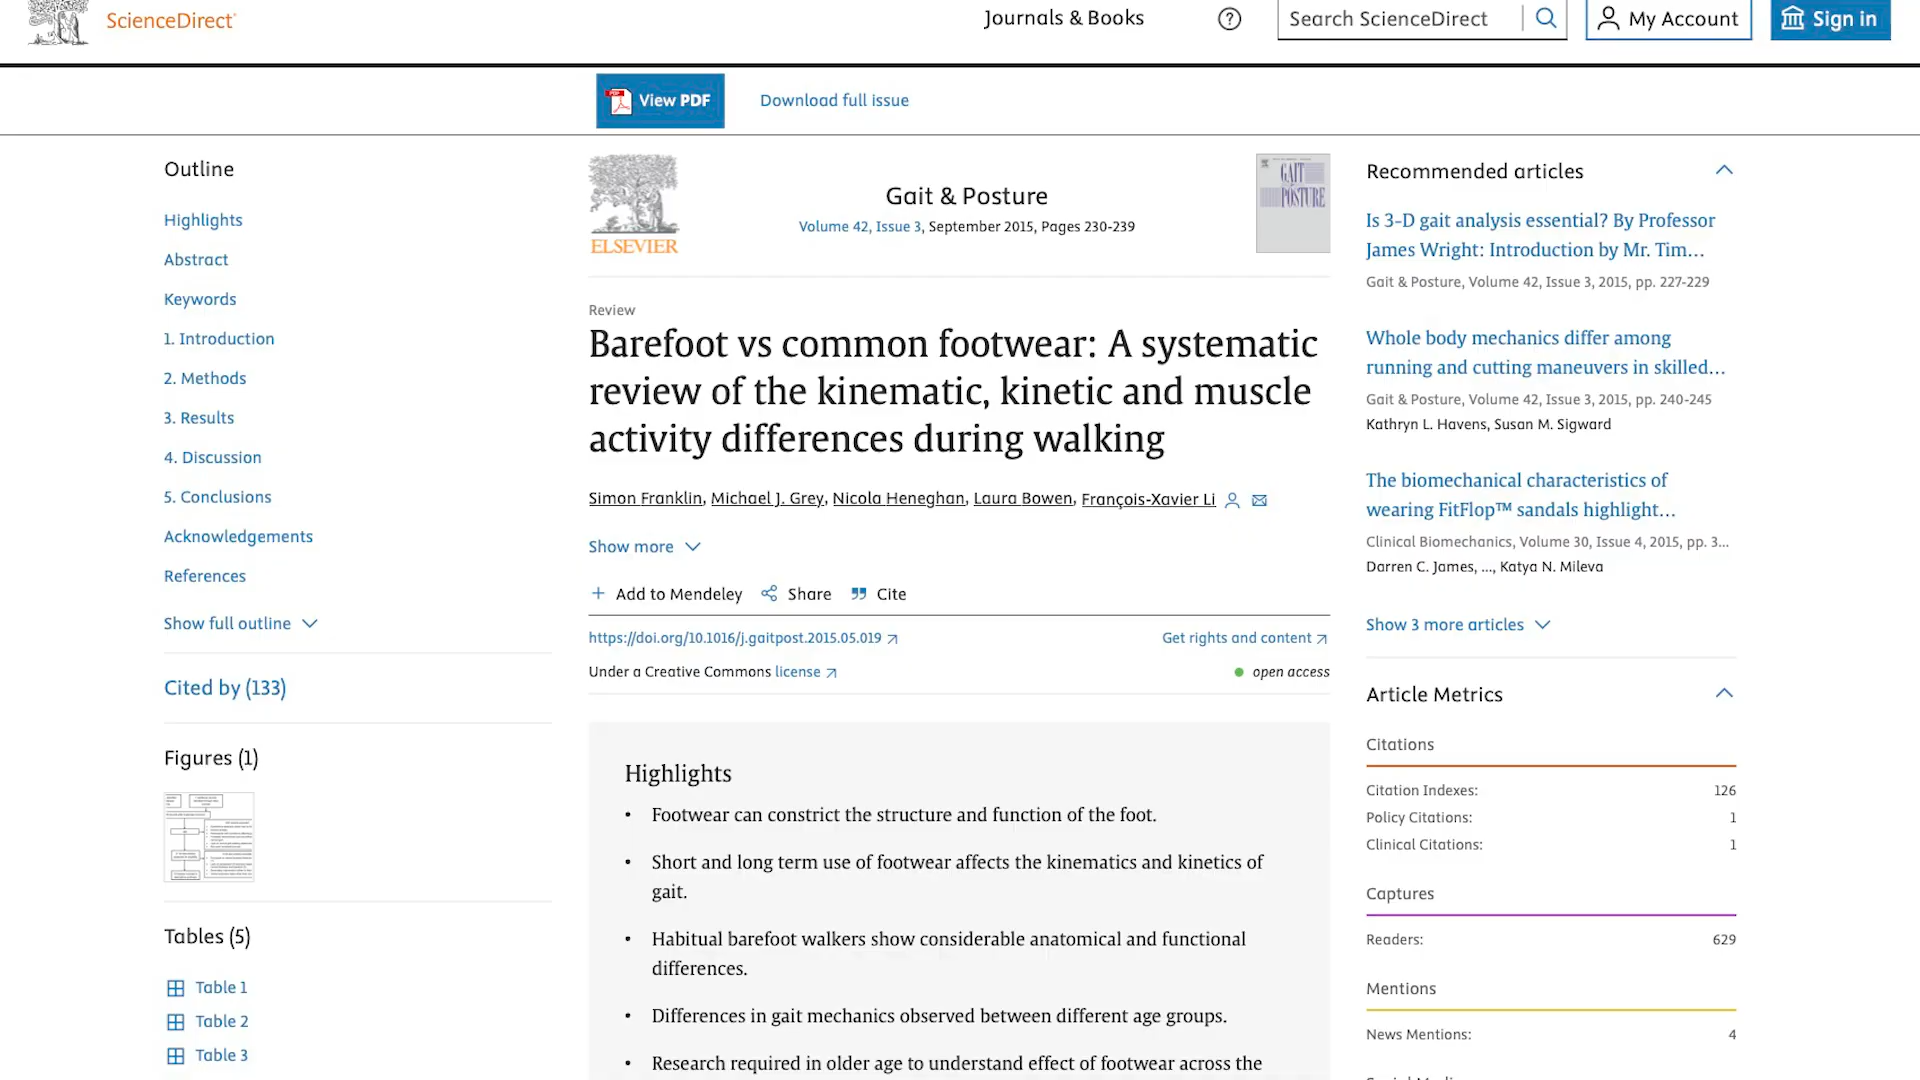 ScienceDirect
Journals & Books
?
Search ScienceDirect
My Account
Sign in
View PDF
Download full issue
Outline
Highlights
Abstract
Keywords
1. Introduction
2. Methods
3. Results
4. Discussion
5. Conclusions
Acknowledgements
References
Show full outline
Cited by (133)
Figures (1)
Tables (5)
Table 1
Table 2
Table 3
ELSEVIER
Gait & Posture
Volume 42, Issue 3, September 2015, Pages 230-239
GAIT
POSTURE
Review
Barefoot vs common footwear: A systematic
review of the kinematic, kinetic and muscle
activity differences during walking
Simon Franklin, Michael J. Grey, Nicola Heneghan, Laura Bowen, François-Xavier Li
Show more
Add to Mendeley
Share
Cite
https://doi.org/10.1016/j.gaitpost.2015.05.019
Get rights and content
Under a Creative Commons license
open access
Highlights
• Footwear can constrict the structure and function of the foot.
• Short and long term use of footwear affects the kinematics and kinetics of
gait.
• Habitual barefoot walkers show considerable anatomical and functional
differences.
• Differences in gait mechanics observed between different age groups.
• Research required in older age to understand effect of footwear across the
Recommended articles
Is 3-D gait analysis essential? By Professor
James Wright: Introduction by Mr. Tim…
Gait & Posture, Volume 42, Issue 3, 2015, pp. 227-229
Whole body mechanics differ among
running and cutting maneuvers in skilled…
Gait & Posture, Volume 42, Issue 3, 2015, pp. 240-245
Kathryn L. Havens, Susan M. Sigward
The biomechanical characteristics of
wearing FitFlop™ sandals highlight…
Clinical Biomechanics, Volume 30, Issue 4, 2015, pp. 3…
Darren C. James, …, Katya N. Mileva
Show 3 more articles
Article Metrics
Citations
Citation Indexes: 126
Policy Citations: 1
Clinical Citations: 1
Captures
Readers: 629
Mentions
News Mentions: 4